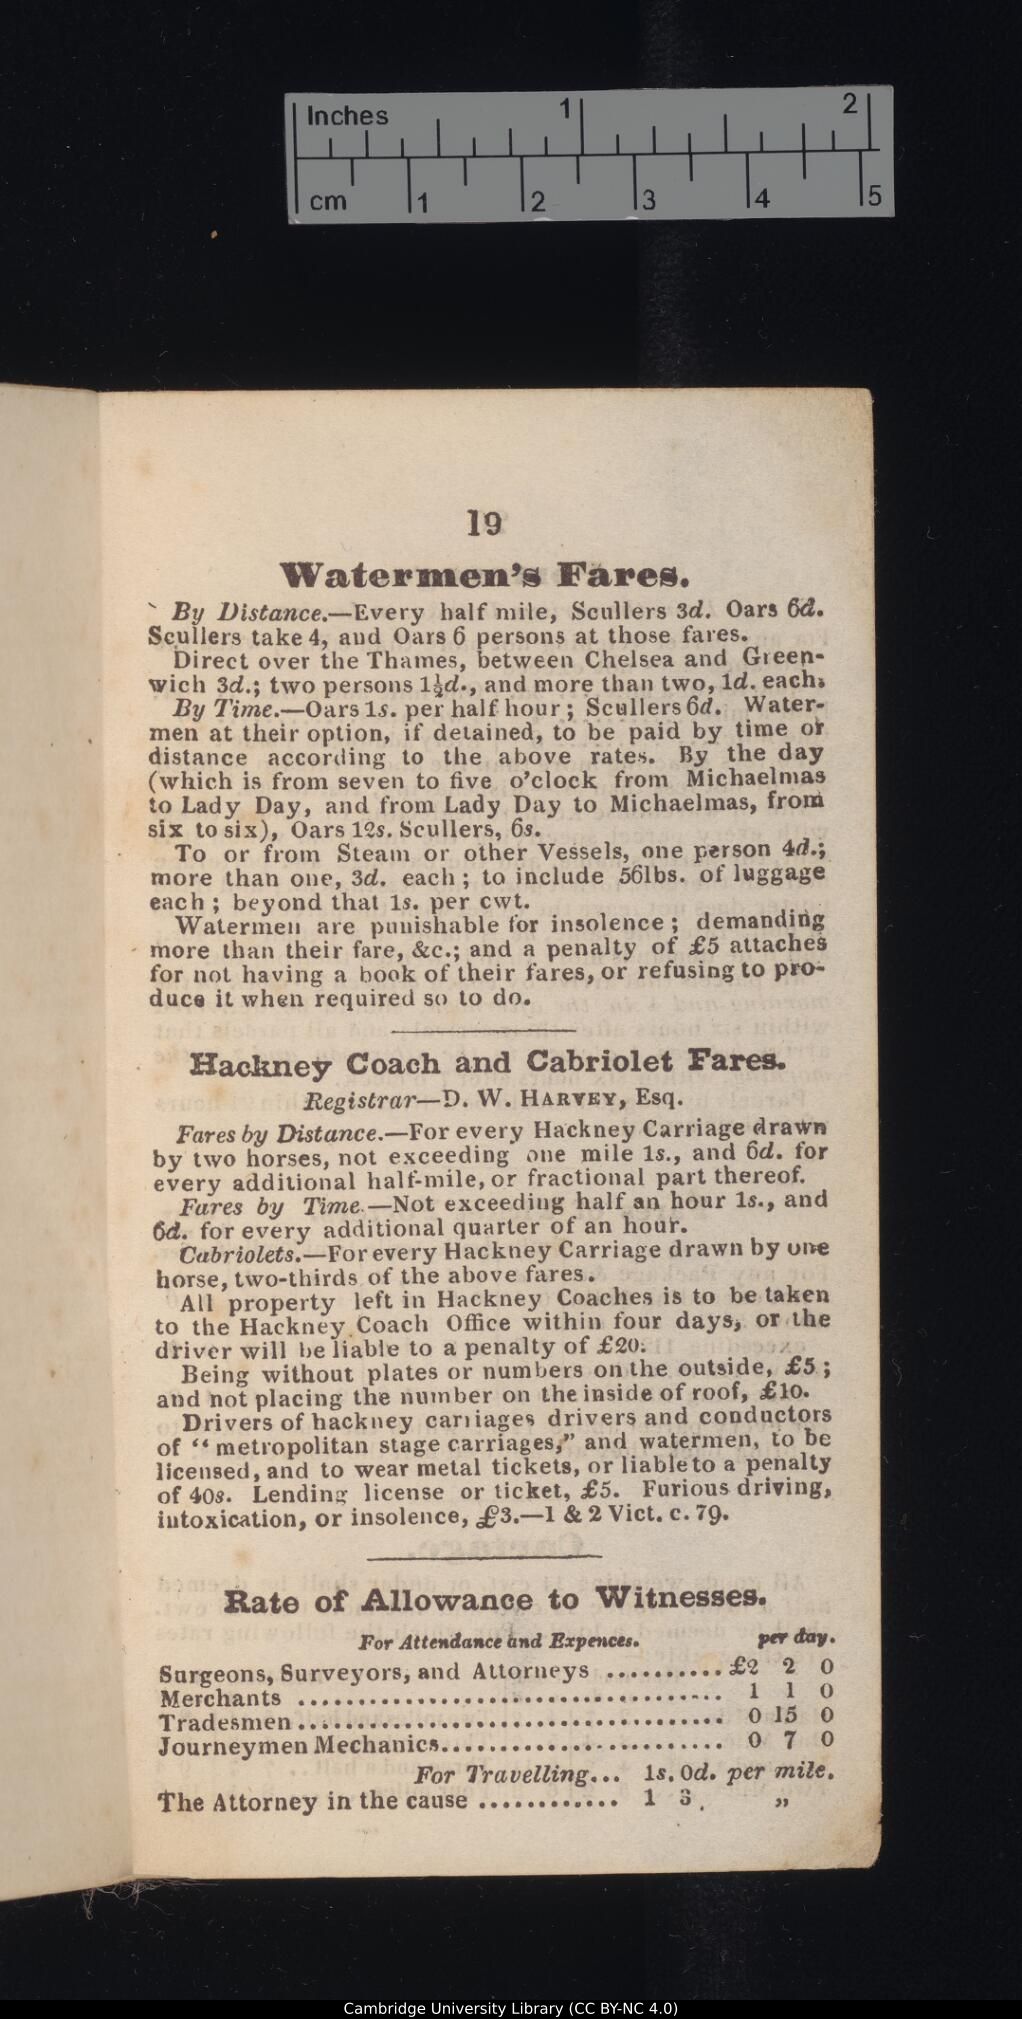 Inches 1 2
cm 1 2 3 4 5
19
Watermen's Fares.
By Distance.—Every half mile, Scullers 3d. Oars 6d.
Scullers take 4, and Oars 6 persons at those fares.
Direct over the Thames, between Chelsea and Green-
wich 3d.; two persons 1½d., and more than two, 1d. each.
By Time.—Oars 1s. per half hour; Scullers 6d. Water-
men at their option, if detained, to be paid by time or
distance according to the above rates. By the day
(which is from seven to five o'clock from Michaelmas
to Lady Day, and from Lady Day to Michaelmas, from
six to six), Oars 12s. Scullers, 6s.
To or from Steam or other Vessels, one person 4d.;
more than one, 3d. each; to include 56lbs. of luggage
each; beyond that 1s. per cwt.
Watermen are punishable for insolence; demanding
more than their fare, &c.; and a penalty of £5 attaches
for not having a book of their fares, or refusing to pro-
duce it when required so to do.
Hackney Coach and Cabriolet Fares.
Registrar—D. W. HARVEY, Esq.
Fares by Distance.—For every Hackney Carriage drawn
by two horses, not exceeding one mile 1s., and 6d. for
every additional half-mile, or fractional part thereof.
Fares by Time.—Not exceeding half an hour 1s., and
6d. for every additional quarter of an hour.
Cabriolets.—For every Hackney Carriage drawn by one
horse, two-thirds of the above fares.
All property left in Hackney Coaches is to be taken
to the Hackney Coach Office within four days, or the
driver will be liable to a penalty of £20.
Being without plates or numbers on the outside, £5;
and not placing the number on the inside of roof, £10.
Drivers of hackney carriages drivers and conductors
of "metropolitan stage carriages," and watermen, to be
licensed, and to wear metal tickets, or liable to a penalty
of 40s. Lending license or ticket, £5. Furious driving,
intoxication, or insolence, £3.—1 & 2 Vict. c. 79.
Rate of Allowance to Witnesses.
For Attendance and Expences. per day.
Surgeons, Surveyors, and Attorneys .......... £2 2 0
Merchants .................................... 1 1 0
Tradesmen .................................... 0 15 0
Journeymen Mechanics........................ 0 7 0
For Travelling... 1s. 0d. per mile.
The Attorney in the cause ............ 1 3 „
Cambridge University Library (CC BY-NC 4.0)